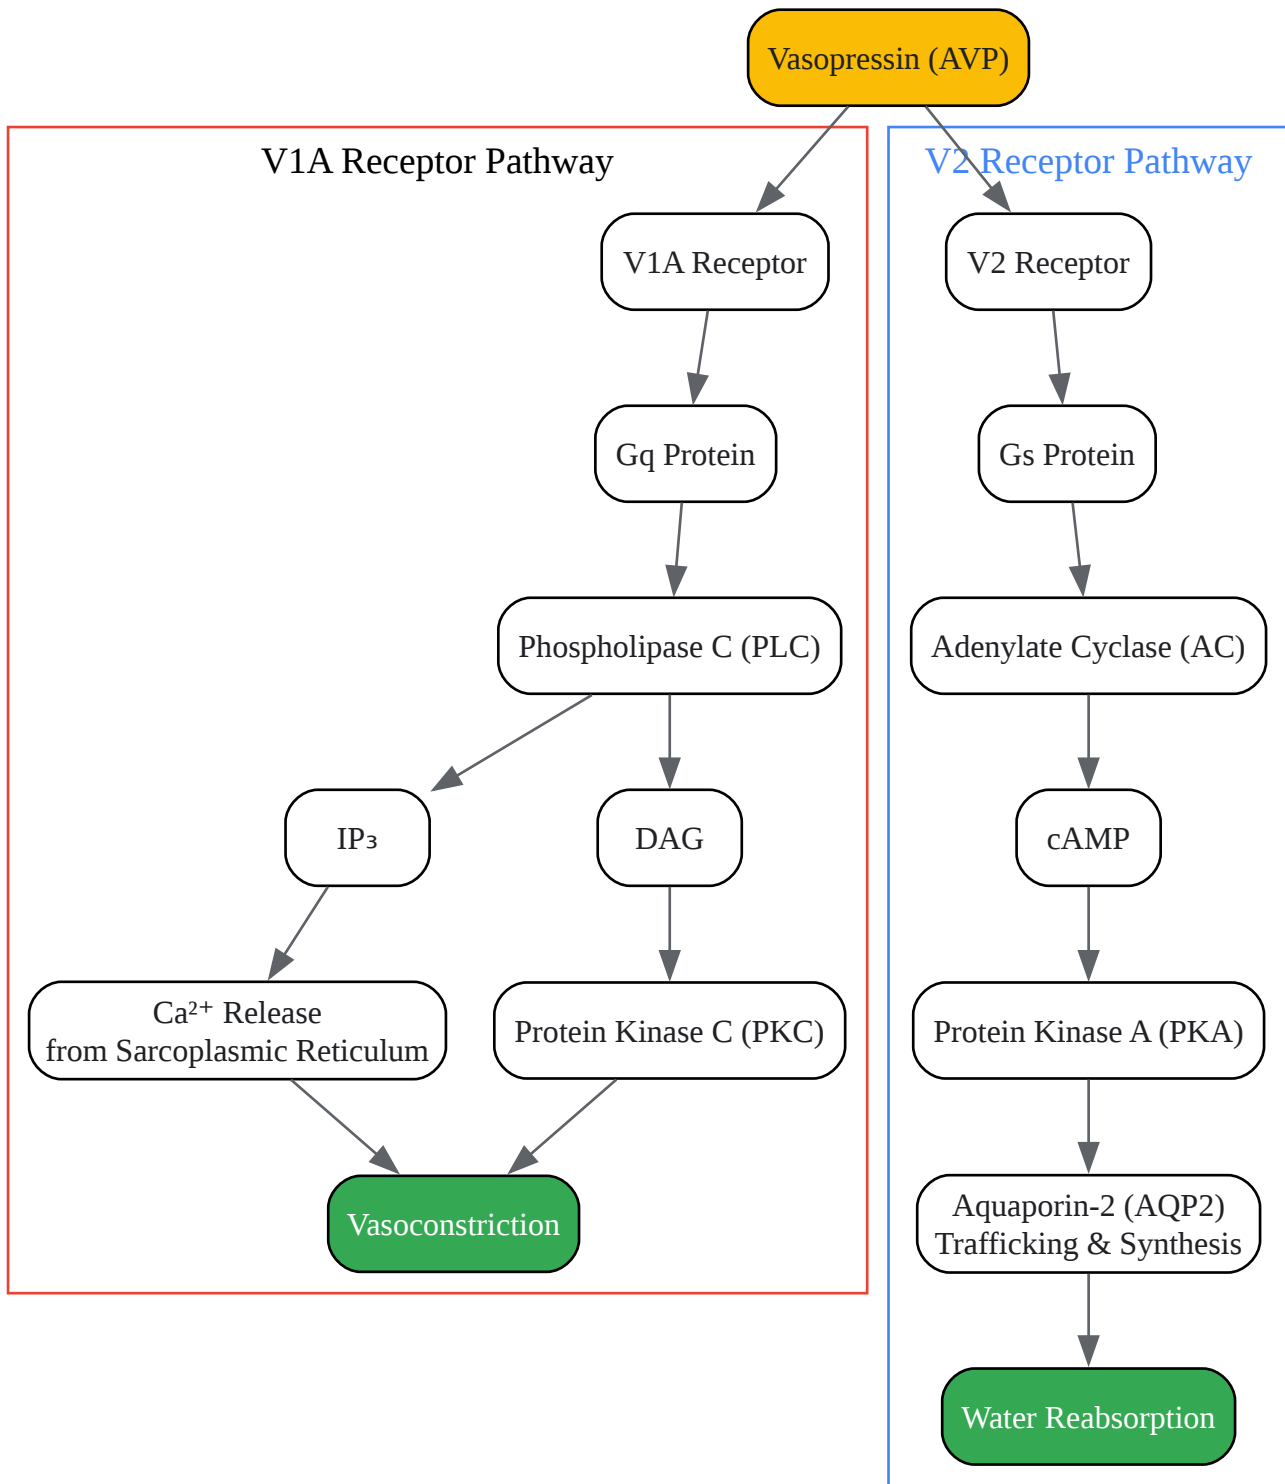 Vasopressin (AVP)
V1A Receptor Pathway
V2 Receptor Pathway
V1A Receptor
V2 Receptor
Gq Protein
Gs Protein
Phospholipase C (PLC)
Adenylate Cyclase (AC)
IP₃
DAG
cAMP
Ca²⁺ Release
from Sarcoplasmic Reticulum
Protein Kinase C (PKC)
Protein Kinase A (PKA)
Vasoconstriction
Aquaporin-2 (AQP2)
Trafficking & Synthesis
Water Reabsorption